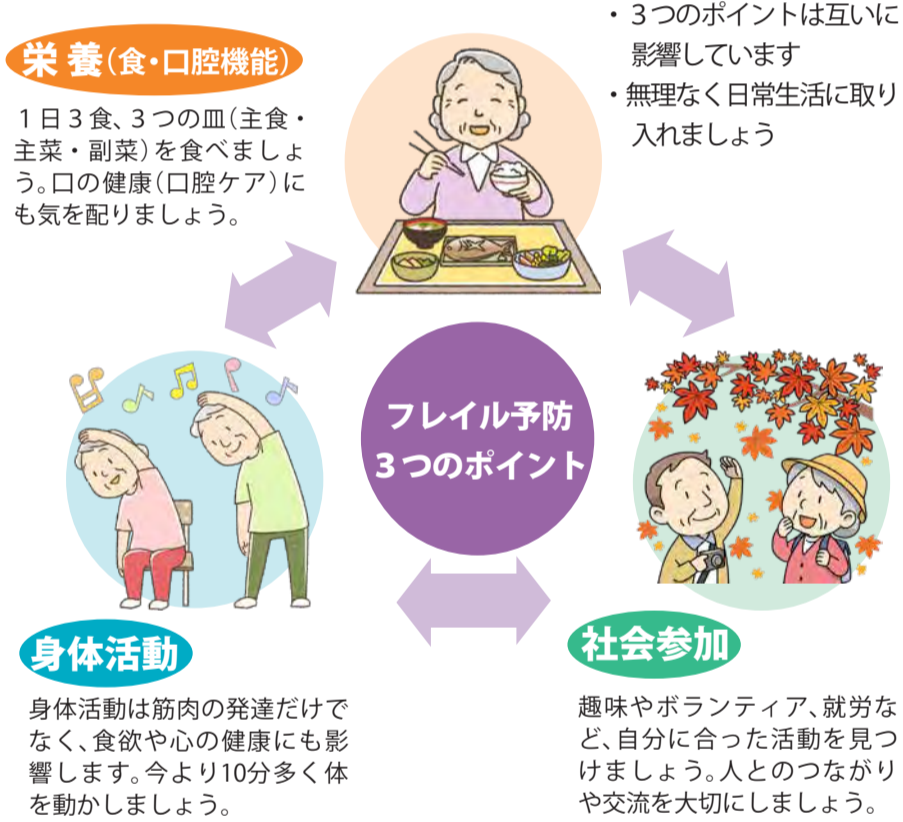 ・３つのポイントは互いに
影響しています
・無理なく日常生活に取り
入れましょう
栄 養（食・口腔機能）
１日３食、３つの皿（主食・
主菜・副菜）を食べましょ
う。口の健康（口腔ケア）に
も気を配りましょう。
フレイル予防
３つのポイント
身体活動
身体活動は筋肉の発達だけで
なく、食欲や心の健康にも影
響します。今より10分多く体
を動かしましょう。
社会参加
趣味やボランティア、就労な
ど、自分に合った活動を見つ
けましょう。人とのつながり
や交流を大切にしましょう。